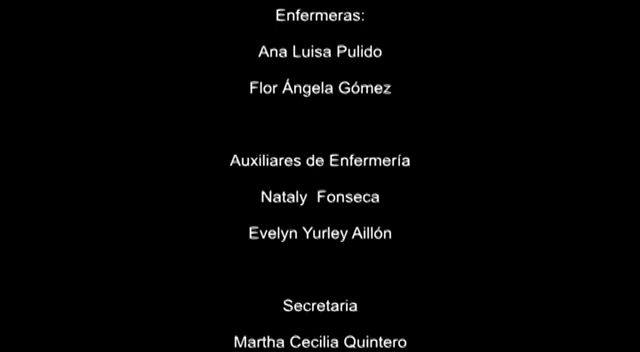 Enfermeras:
Ana Luisa Pulido
Flor Ángela Gómez
Auxiliares de Enfermería
Nataly Fonseca
Evelyn Yurley Aillón
Secretaria
Martha Cecilia Quintero